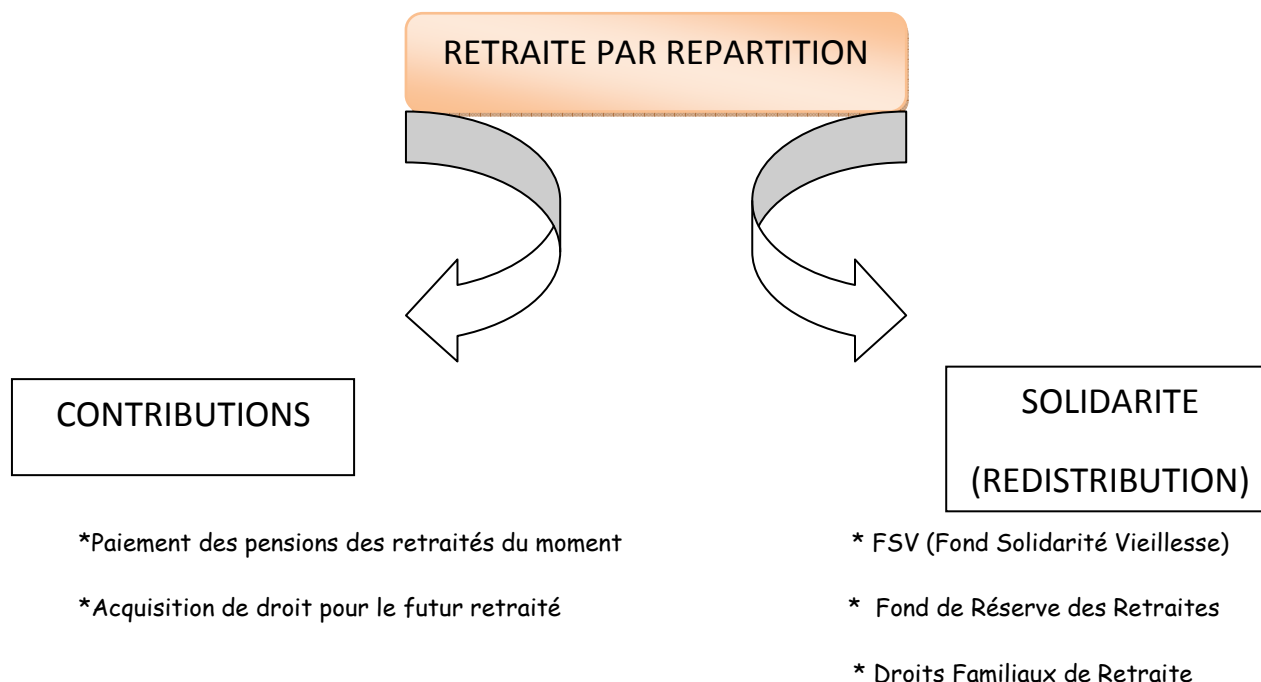 RETRAITE PAR REPARTITION
CONTRIBUTIONS
*Paiement des pensions des retraités du moment
*Acquisition de droit pour le futur retraité
SOLIDARITE
(REDISTRIBUTION)
* FSV (Fond Solidarité Vieillesse)
* Fond de Réserve des Retraites
* Droits Familiaux de Retraite